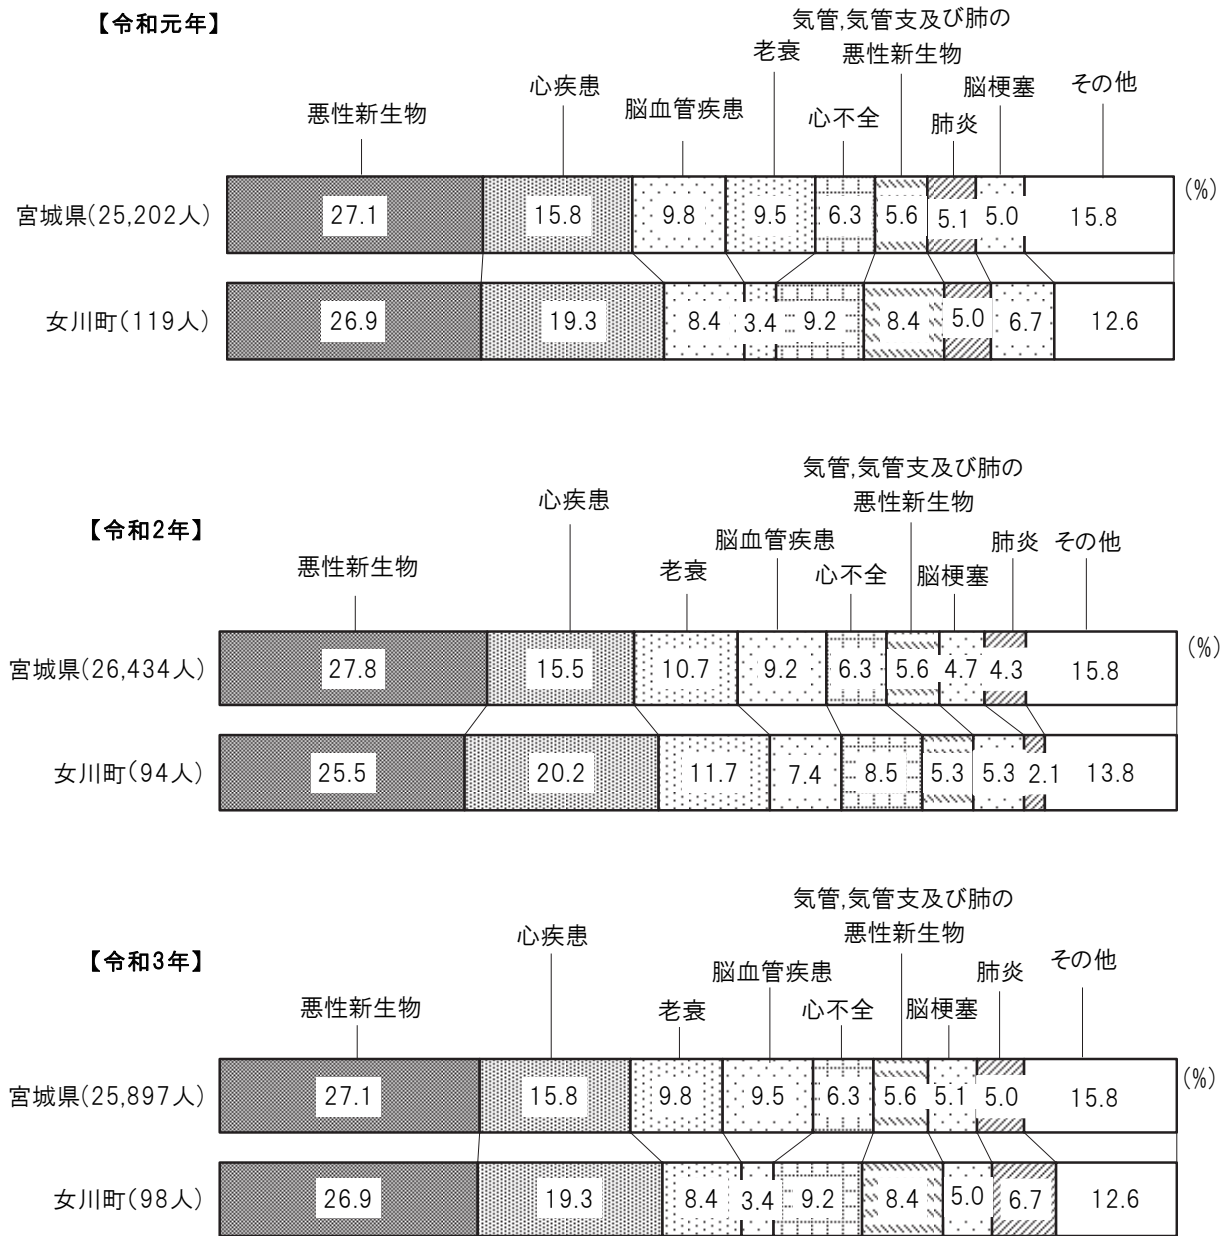 【令和元年】
気管,気管支及び肺の
悪性新生物
老衰
心疾患
脳梗塞
その他
悪性新生物
脳血管疾患
心不全
肺炎
(%)
宮城県(25,202人)
27.1
15.8
9.8
9.5
6.3
5.6
5.1
5.0
15.8
女川町(119人)
26.9
19.3
8.4
3.4
9.2
8.4
5.0
6.7
12.6
【令和2年】
気管,気管支及び肺の
悪性新生物
心疾患
脳血管疾患
肺炎
その他
悪性新生物
老衰
心不全
脳梗塞
(%)
宮城県(26,434人)
27.8
15.5
10.7
9.2
6.3
5.6
4.7
4.3
15.8
女川町(94人)
25.5
20.2
11.7
7.4
8.5
5.3
5.3
2.1
13.8
【令和3年】
気管,気管支及び肺の
悪性新生物
心疾患
脳血管疾患
肺炎
その他
悪性新生物
老衰
心不全
脳梗塞
(%)
宮城県(25,897人)
27.1
15.8
9.8
9.5
6.3
5.6
5.1
5.0
15.8
女川町(98人)
26.9
19.3
8.4
3.4
9.2
8.4
5.0
6.7
12.6